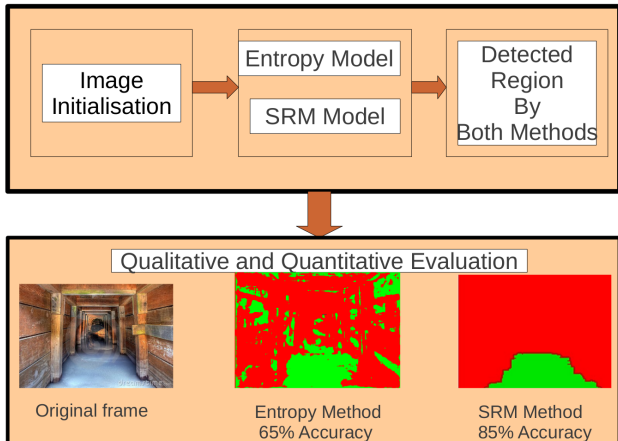 Image
Initialisation
Entropy Model
SRM Model
Detected
Region
By
Both Methods
Qualitative and Quantitative Evaluation
Original frame
Entropy Method
65% Accuracy
SRM Method
85% Accuracy